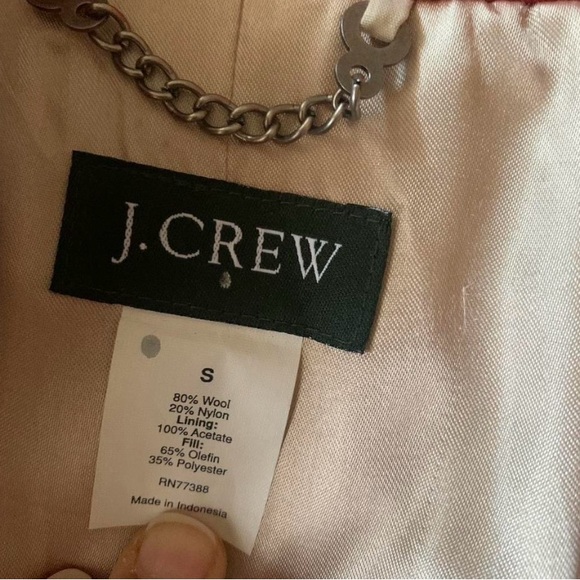 J.CREW
S
80% Wool
20% Nylon
Lining:
100% Acetate
Fill:
65% Olefin
35% Polyester
RN77388
Made in Indonesia